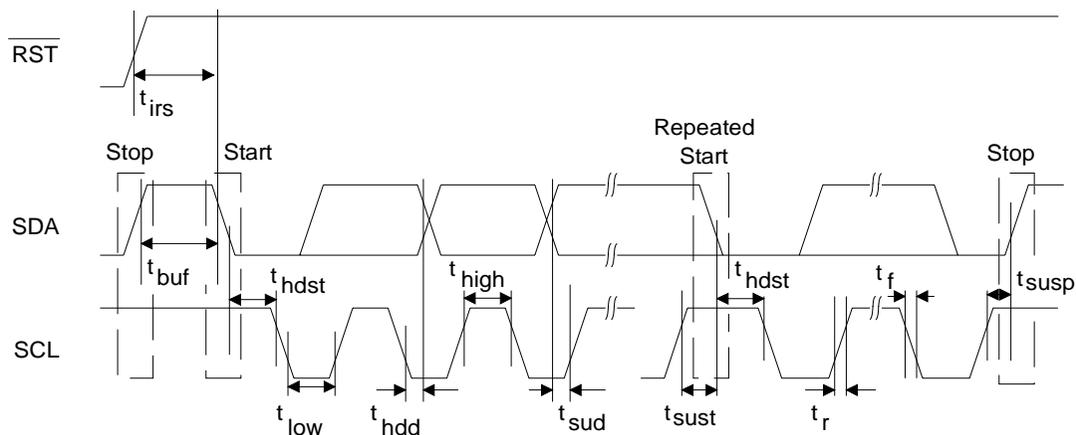 RST
t irs
Repeated
Stop
Start
Start
Stop
SDA
t buf
t hdst
t high
t hdst
t f
t susp
SCL
t low
t hdd
t sud
t sust
t r